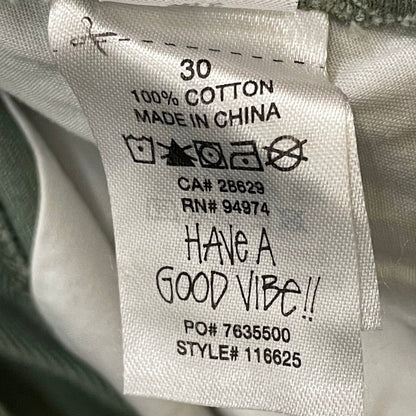 30
100% COTTON
MADE IN CHINA
CA# 28629
RN# 94974
HAVE A
GOOD VIBE!!
PO# 7635500
STYLE# 116625